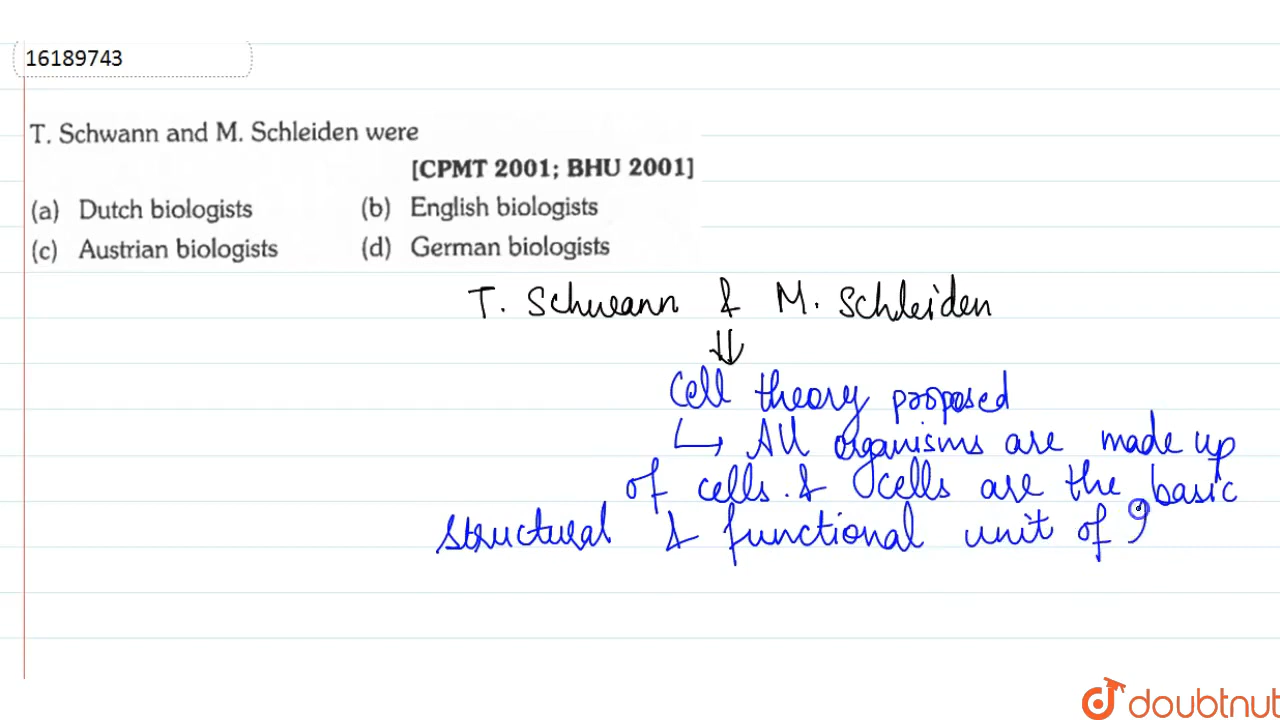 16189743
T. Schwann and M. Schleiden were
[CPMT 2001; BHU 2001]
(a) Dutch biologists (b) English biologists
(c) Austrian biologists (d) German biologists
T. Schwann & M. Schleiden
⇓
Cell theory proposed
↳ All organisms are made up
of cells. & cells are the basic
structural & functional unit of
doubtnut